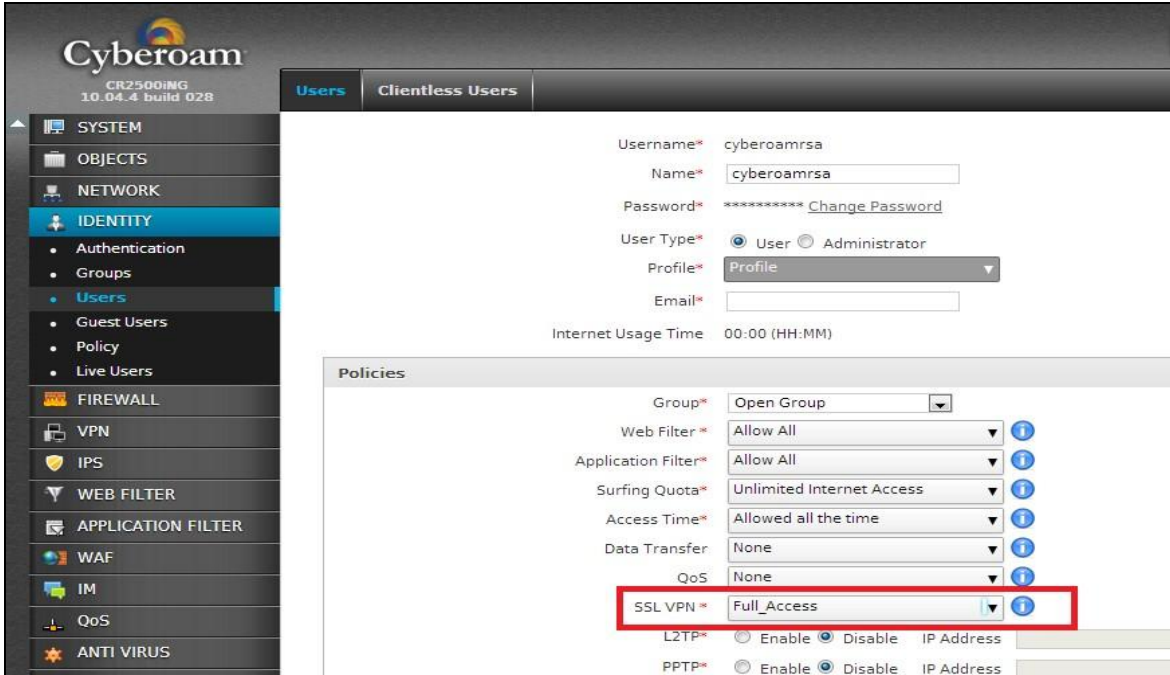 Cyberoam
CR2500iNG
10.04.4 build 028
Users Clientless Users
SYSTEM
OBJECTS
NETWORK
IDENTITY
Authentication
Groups
Users
Guest Users
Policy
Live Users
FIREWALL
VPN
IPS
WEB FILTER
APPLICATION FILTER
WAF
IM
QoS
ANTI VIRUS
Username* cyberoamrsa
Name* cyberoamrsa
Password* ********** Change Password
User Type* User Administrator
Profile* Profile
Email*
Internet Usage Time 00:00 (HH:MM)
Policies
Group* Open Group
Web Filter * Allow All
Application Filter* Allow All
Surfing Quota* Unlimited Internet Access
Access Time* Allowed all the time
Data Transfer None
QoS None
SSL VPN * Full_Access
L2TP* Enable Disable IP Address
PPTP* Enable Disable IP Address